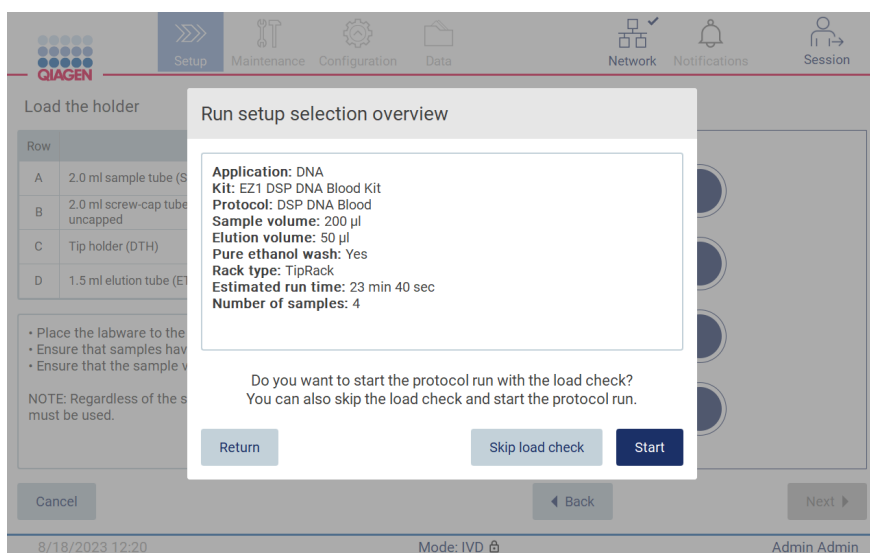 QIAGEN
Setup
Maintenance
Configuration
Data
Network
Notifications
Session
Load the holder
Row
A 2.0 ml sample tube (S
B 2.0 ml screw-cap tube
uncapped
C Tip holder (DTH)
D 1.5 ml elution tube (ET
• Place the labware to the
• Ensure that samples hav
• Ensure that the sample v
NOTE: Regardless of the s
must be used.
Run setup selection overview
Application: DNA
Kit: EZ1 DSP DNA Blood Kit
Protocol: DSP DNA Blood
Sample volume: 200 µl
Elution volume: 50 µl
Pure ethanol wash: Yes
Rack type: TipRack
Estimated run time: 23 min 40 sec
Number of samples: 4
Do you want to start the protocol run with the load check?
You can also skip the load check and start the protocol run.
Return
Skip load check
Start
Cancel
Back
Next
8/18/2023 12:20
Mode: IVD
Admin Admin